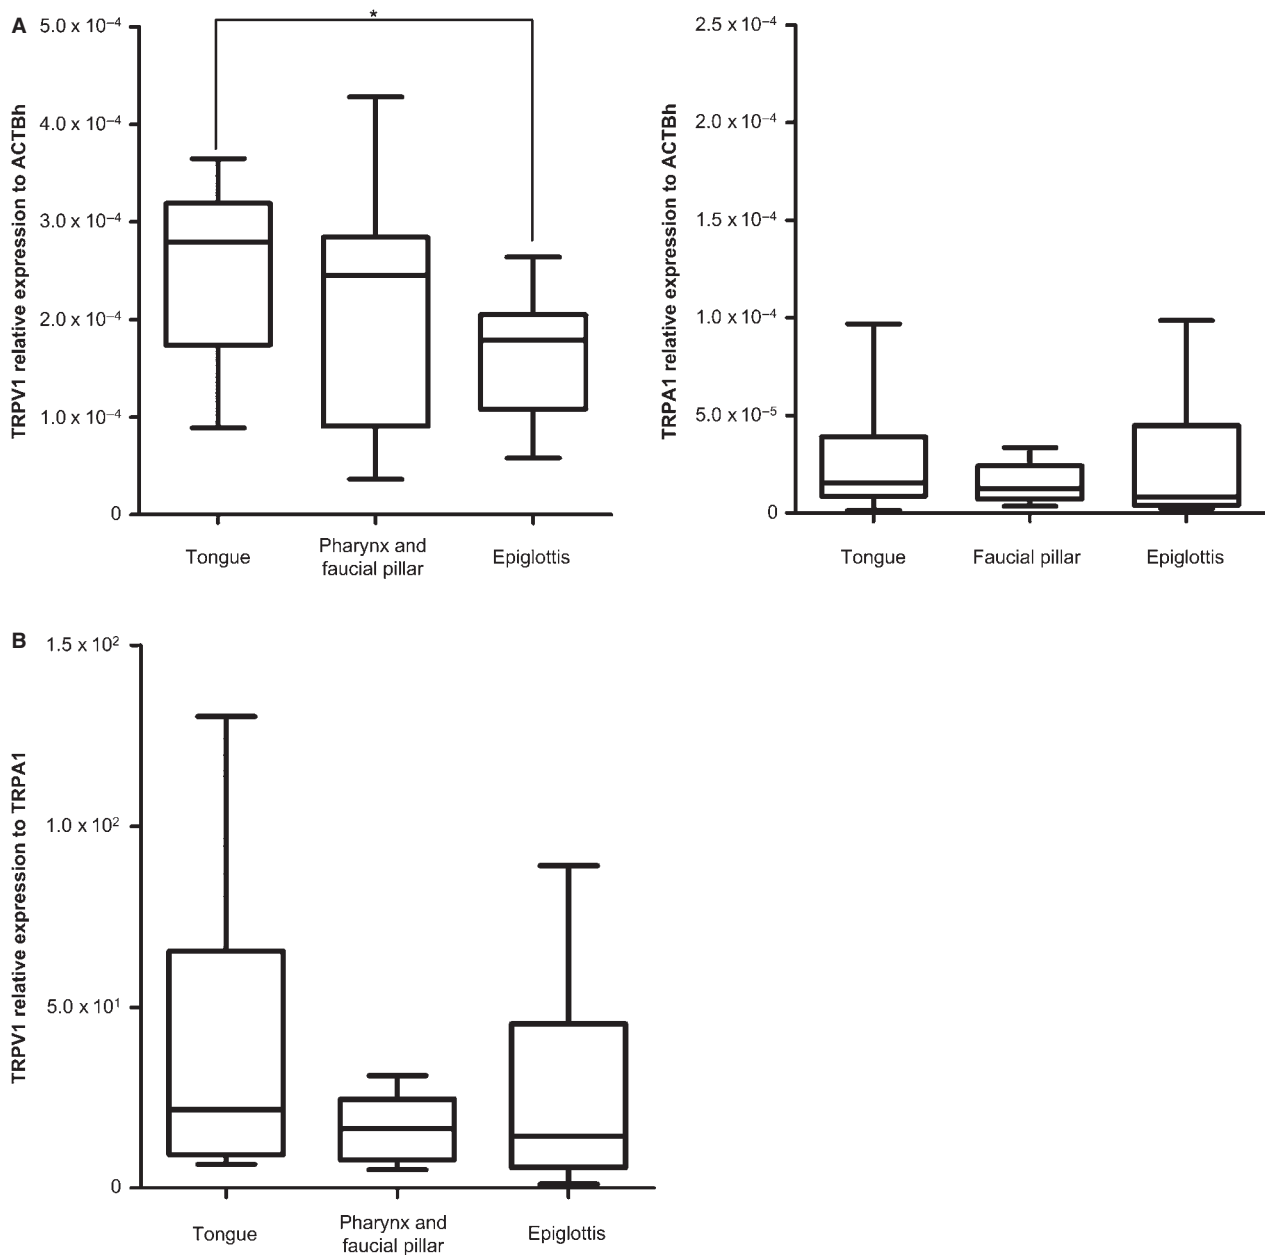 A
TRPV1 relative expression to ACTBh
5.0 x 10⁻⁴
4.0 x 10⁻⁴
3.0 x 10⁻⁴
2.0 x 10⁻⁴
1.0 x 10⁻⁴
0
*
Tongue
Pharynx and
faucial pillar
Epiglottis
TRPA1 relative expression to ACTBh
2.5 x 10⁻⁴
2.0 x 10⁻⁴
1.5 x 10⁻⁴
1.0 x 10⁻⁴
5.0 x 10⁻⁵
0
Tongue
Faucial pillar
Epiglottis
B
TRPV1 relative expression to TRPA1
1.5 x 10²
1.0 x 10²
5.0 x 10¹
0
Tongue
Pharynx and
faucial pillar
Epiglottis